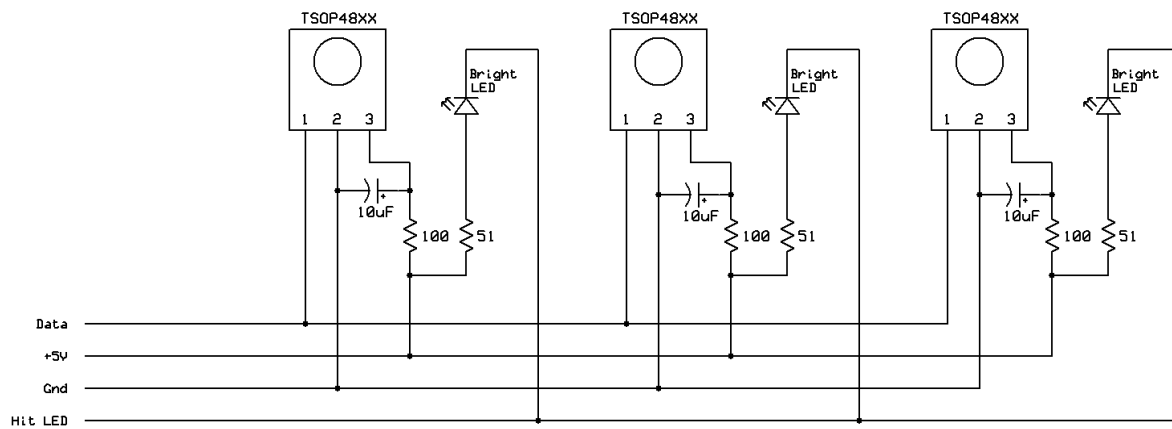 TSOP48XX
TSOP48XX
TSOP48XX
Bright
LED
Bright
LED
Bright
LED
1 2 3
1 2 3
1 2 3
+
10uF
+
10uF
+
10uF
100
51
100
51
100
51
Data
+5V
Gnd
Hit LED